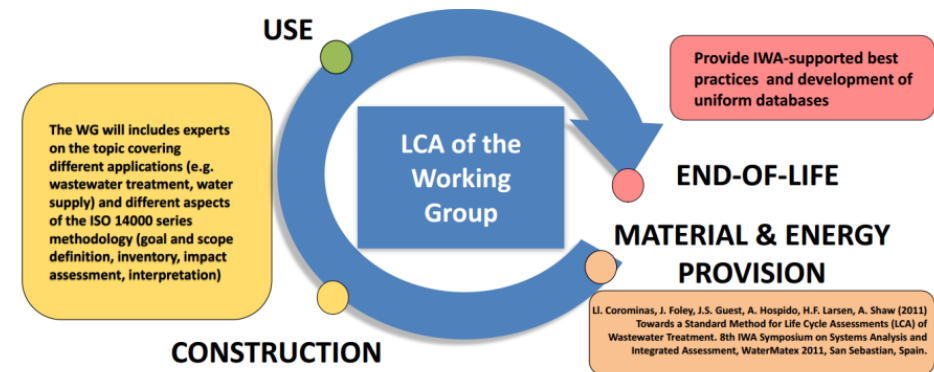 USE
Provide IWA-supported best
practices and development of
uniform databases
The WG will includes experts
on the topic covering
different applications (e.g.
wastewater treatment, water
supply) and different aspects
of the ISO 14000 series
methodology (goal and scope
definition, inventory, impact
assessment, interpretation)
LCA of the
Working
Group
END-OF-LIFE
MATERIAL & ENERGY
PROVISION
Ll. Corominas, J. Foley, J.S. Guest, A. Hospido, H.F. Larsen, A. Shaw (2011)
Towards a Standard Method for Life Cycle Assessments (LCA) of
Wastewater Treatment. 8th IWA Symposium on Systems Analysis and
Integrated Assessment, WaterMatex 2011, San Sebastian, Spain.
CONSTRUCTION